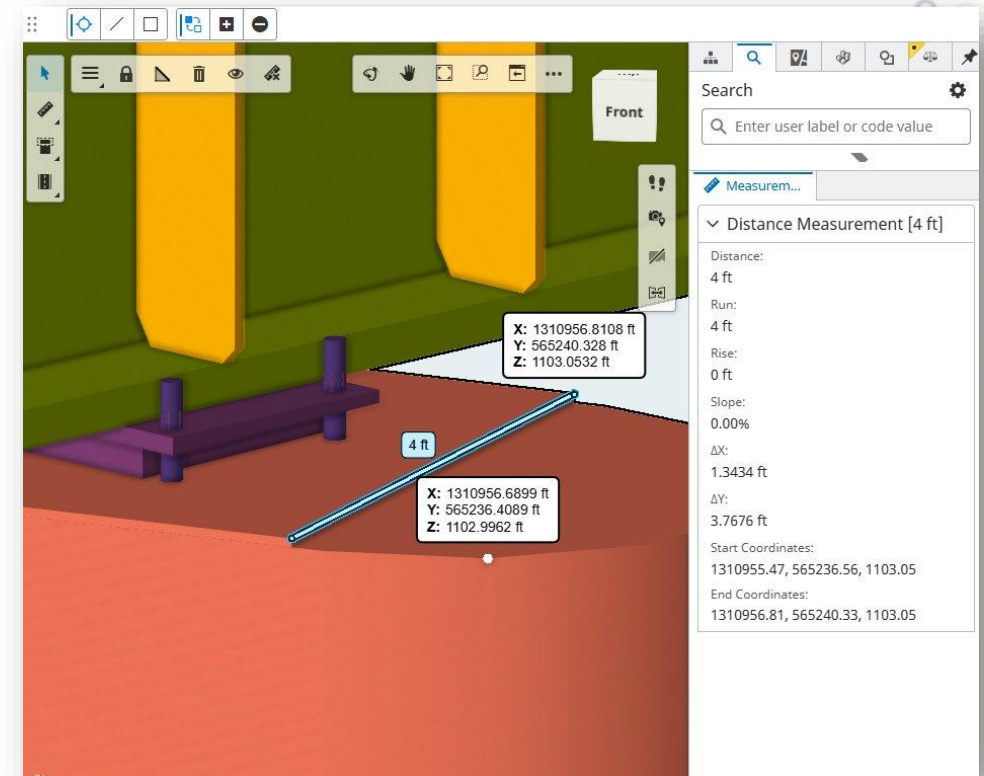 Front
Search
Enter user label or code value
Measurem...
Distance Measurement [4 ft]
Distance:
4 ft
Run:
4 ft
Rise:
0 ft
Slope:
0.00%
ΔX:
1.3434 ft
ΔY:
3.7676 ft
Start Coordinates:
1310955.47, 565236.56, 1103.05
End Coordinates:
1310956.81, 565240.33, 1103.05
X: 1310956.8108 ft
Y: 565240.328 ft
Z: 1103.0532 ft
4 ft
X: 1310956.6899 ft
Y: 565236.4089 ft
Z: 1102.9962 ft